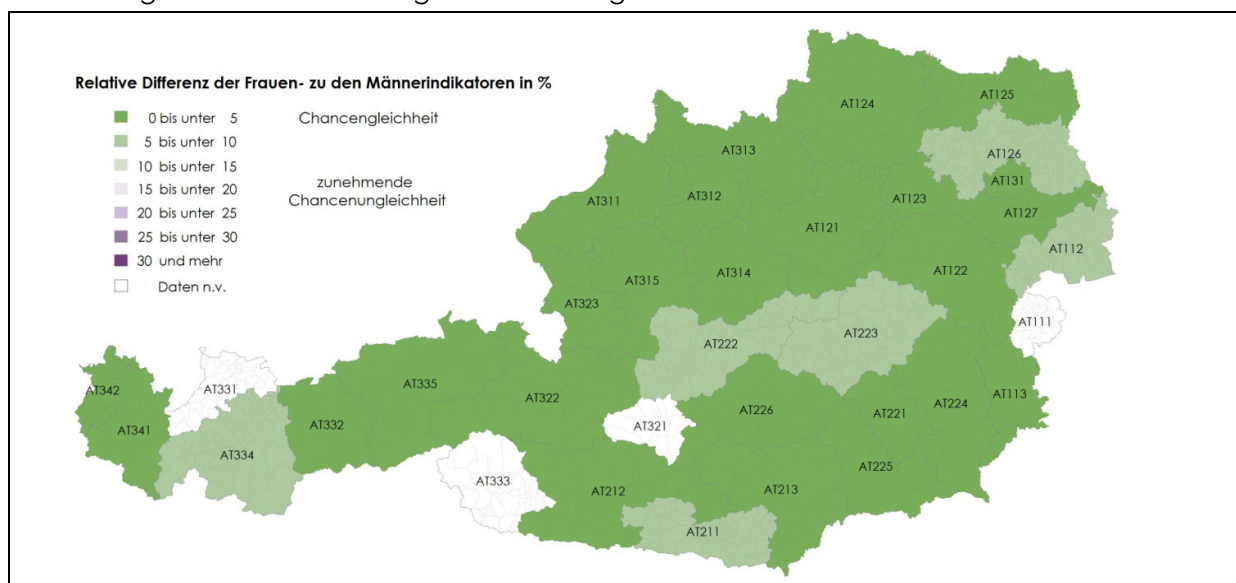 Relative Differenz der Frauen- zu den Männerindikatoren in %
0 bis unter 5 Chancengleichheit
5 bis unter 10
10 bis unter 15
15 bis unter 20 zunehmende
20 bis unter 25 Chancenungleichheit
25 bis unter 30
30 und mehr
Daten n.v.
AT124
AT125
AT313
AT126
AT131
AT311
AT312
AT123
AT127
AT121
AT112
AT314
AT122
AT315
AT323
AT111
AT223
AT222
AT335
AT331
AT342
AT322
AT226
AT113
AT224
AT221
AT332
AT321
AT341
AT334
AT225
AT333
AT212
AT213
AT211